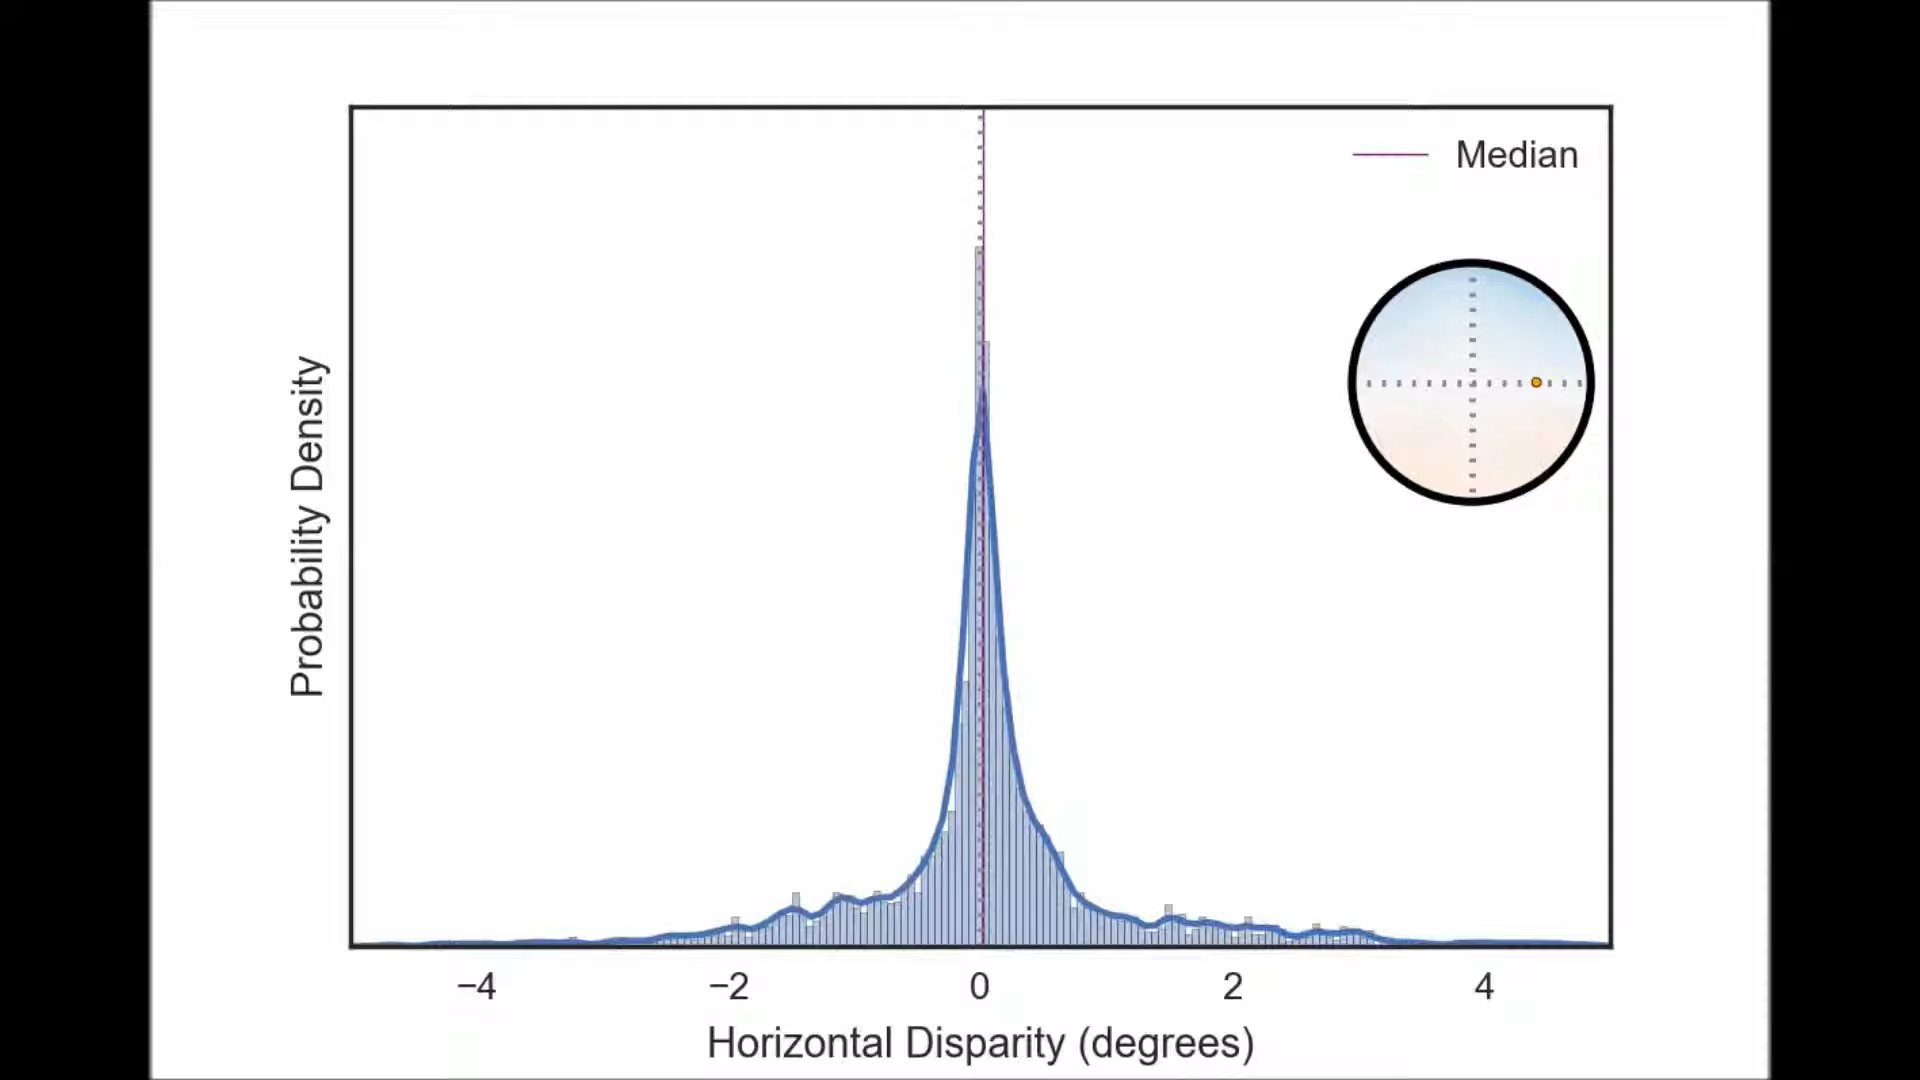 Median
Probability Density
−4 −2 0 2 4
Horizontal Disparity (degrees)